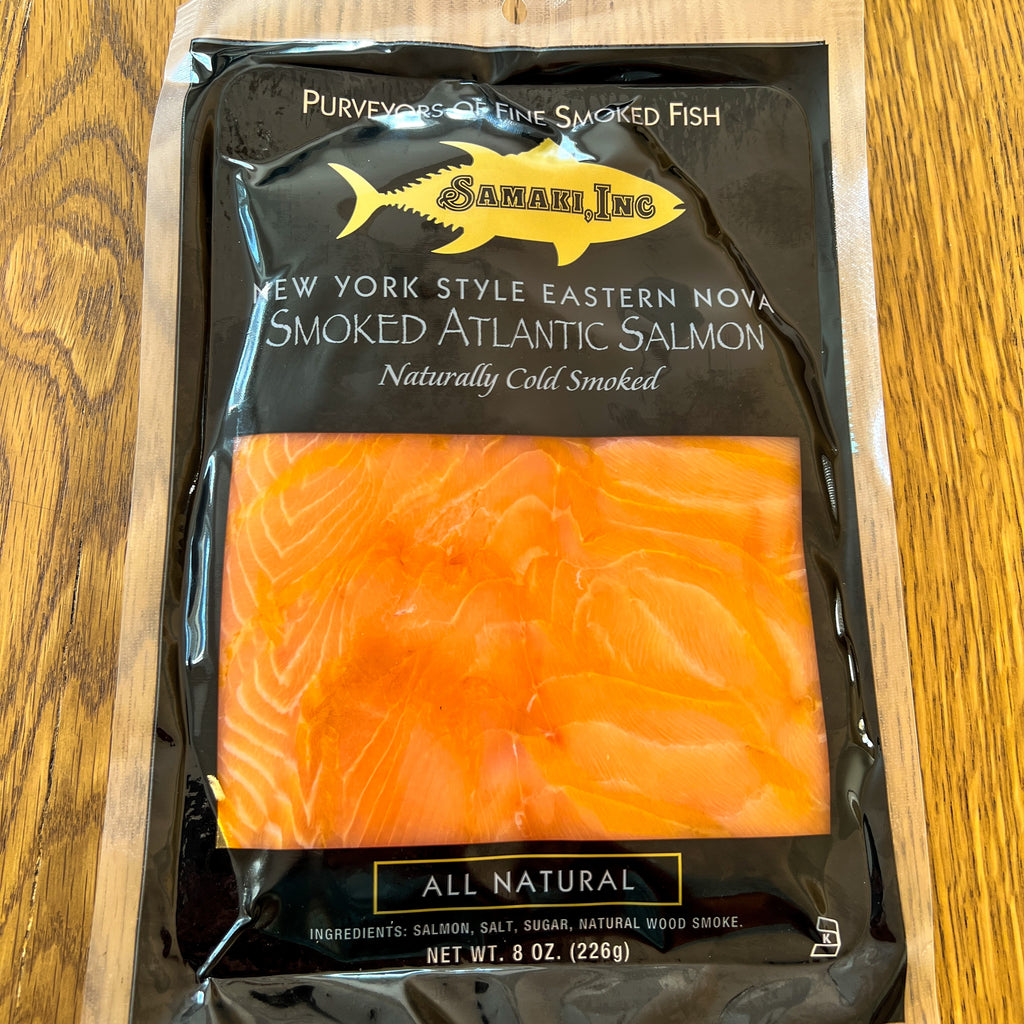 PURVEYORS OF FINE SMOKED FISH
SAMAKI, INC
NEW YORK STYLE EASTERN NOVA
SMOKED ATLANTIC SALMON
Naturally Cold Smoked
ALL NATURAL
INGREDIENTS: SALMON, SALT, SUGAR, NATURAL WOOD SMOKE.
NET WT. 8 OZ. (226g)
K